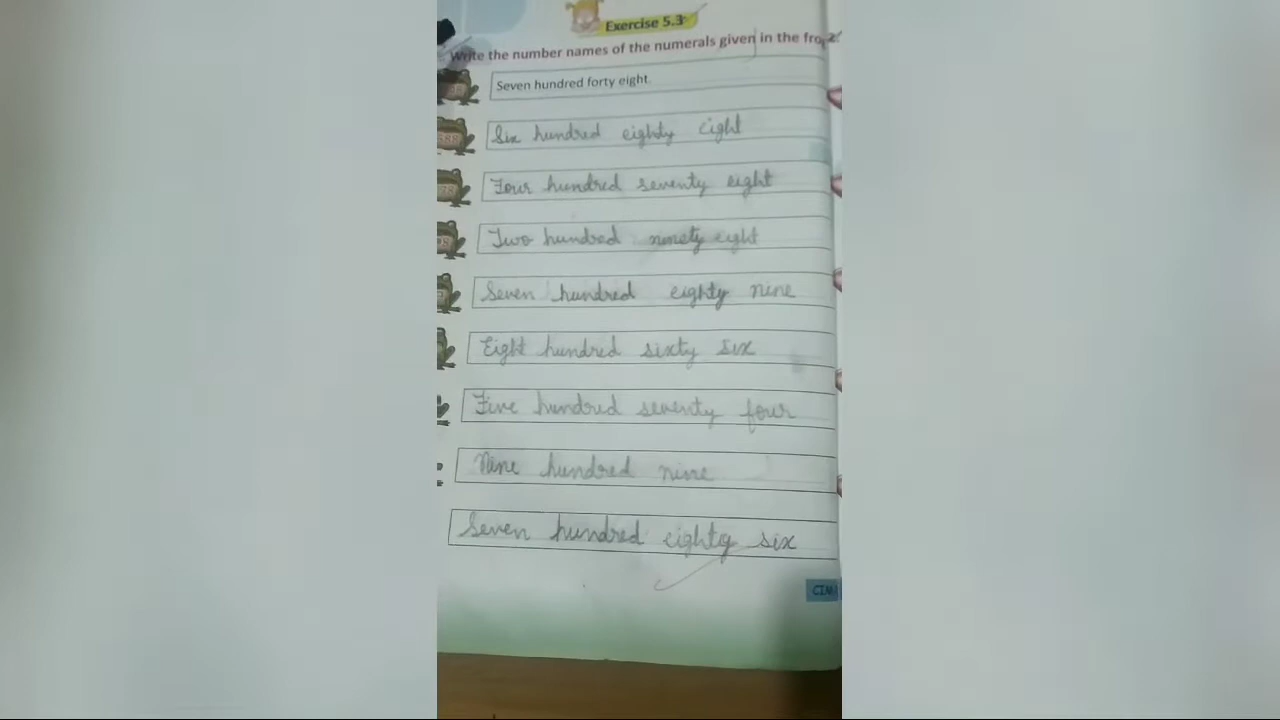 Exercise 5.3
Write the number names of the numerals given in the
Seven hundred forty eight.
Six hundred eighty eight
Four hundred seventy eight
Two hundred ninety eight
Seven hundred eighty nine
Eight hundred sixty six
Five hundred seventy four
Nine hundred nine
Seven hundred eighty six